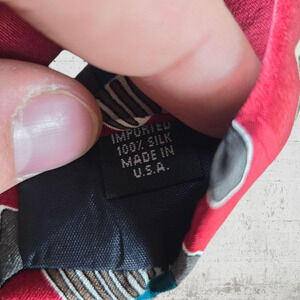 IMPORTED
100% SILK
MADE IN
U.S.A.